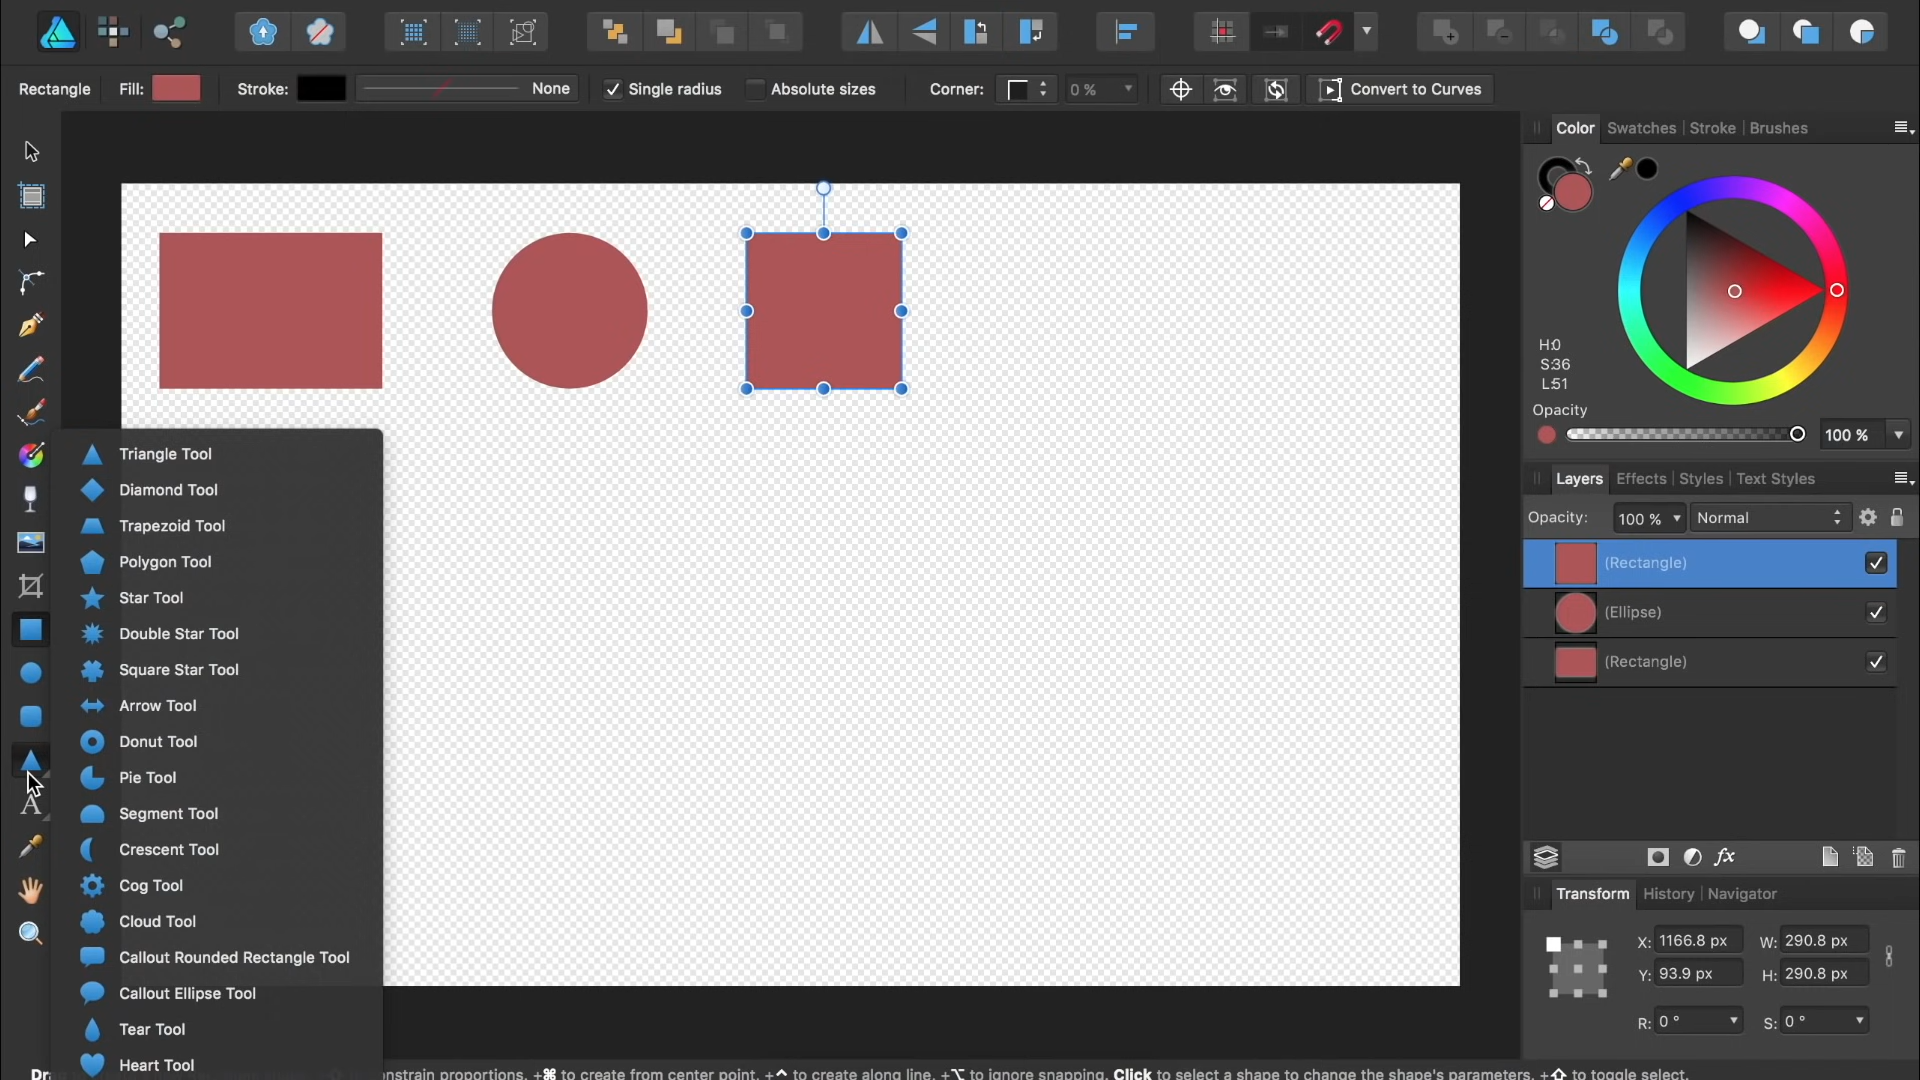 Rectangle Fill: Stroke: None Single radius Absolute sizes Corner: 0 % Convert to Curves
Color Swatches Stroke Brushes
H:0
S:36
L:51
Opacity
100 %
Layers Effects Styles Text Styles
Opacity: 100 % Normal
(Rectangle)
(Ellipse)
(Rectangle)
Transform History Navigator
X: 1166.8 px W: 290.8 px
Y: 93.9 px H: 290.8 px
R: 0 ° S: 0 °
Triangle Tool
Diamond Tool
Trapezoid Tool
Polygon Tool
Star Tool
Double Star Tool
Square Star Tool
Arrow Tool
Donut Tool
Pie Tool
Segment Tool
Crescent Tool
Cog Tool
Cloud Tool
Callout Rounded Rectangle Tool
Callout Ellipse Tool
Tear Tool
Heart Tool
A
fx
proportions. +⌘ to create from center point. +⌃ to create along line. +⌥ to ignore snapping. Click to select a shape to change the shape's parameters. +⇧ to toggle select.